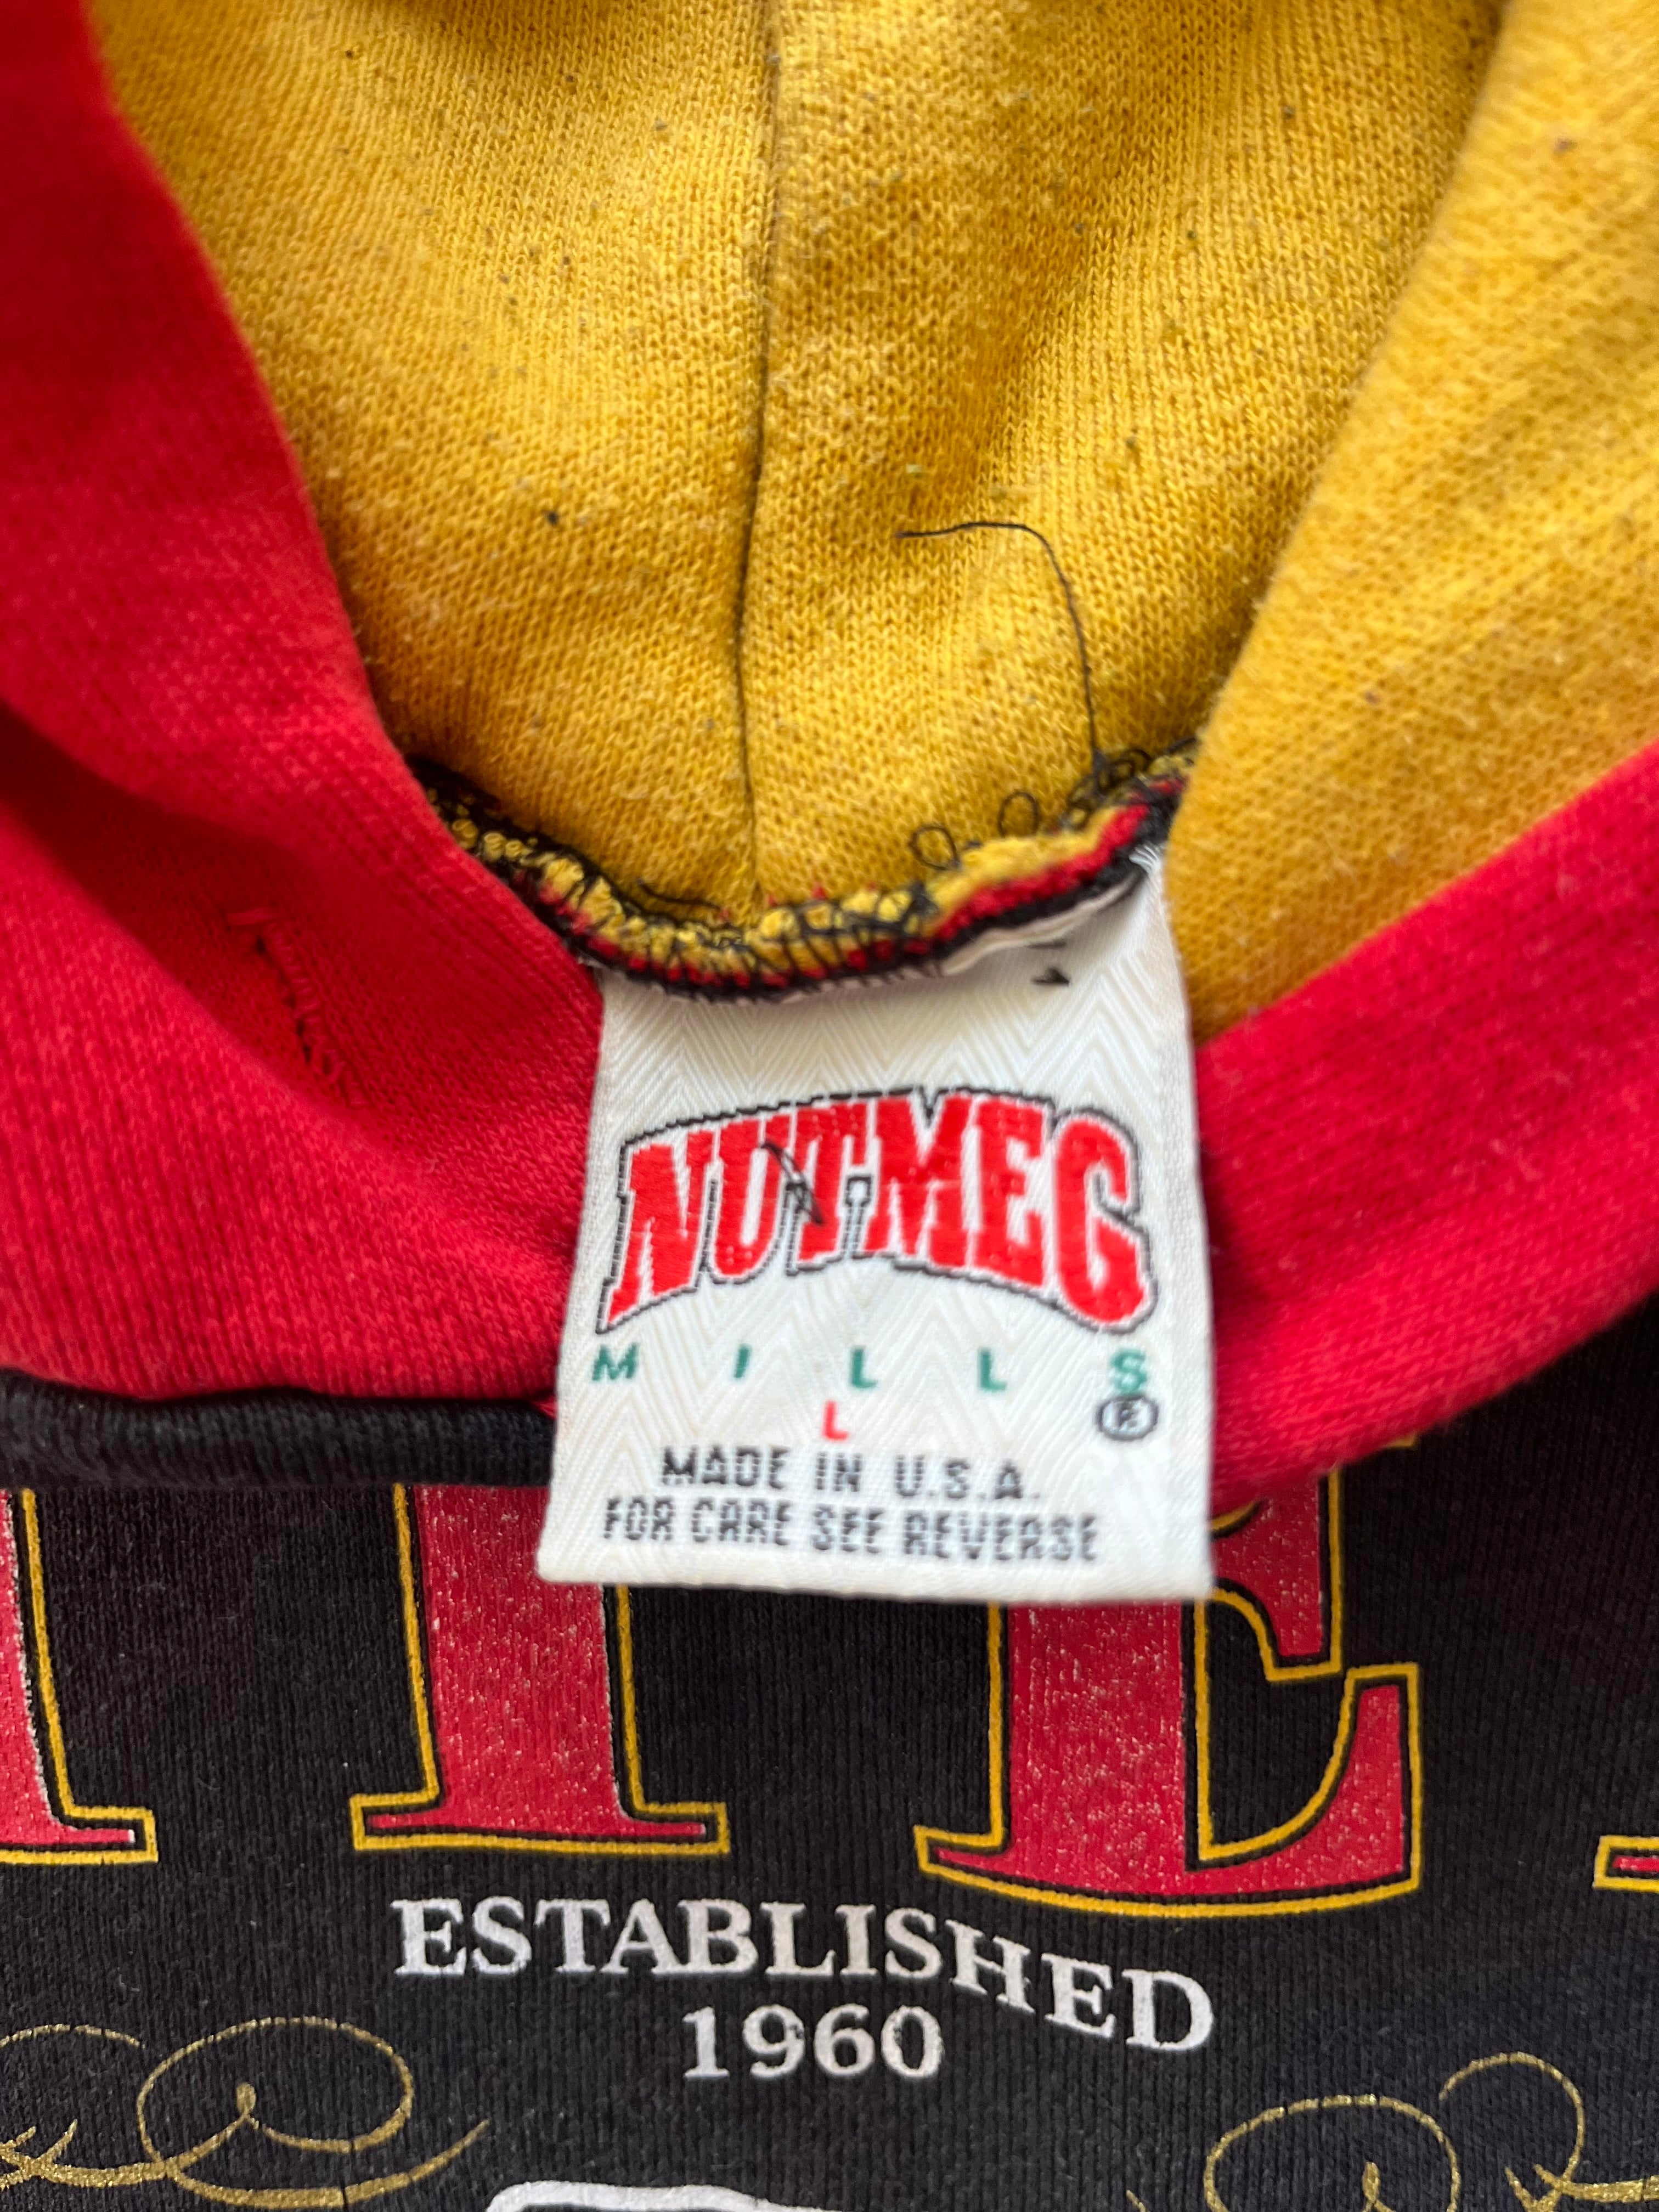 NUTMEG
MILLS
®
L
MADE IN U.S.A.
FOR CARE SEE REVERSE
ESTABLISHED
1960